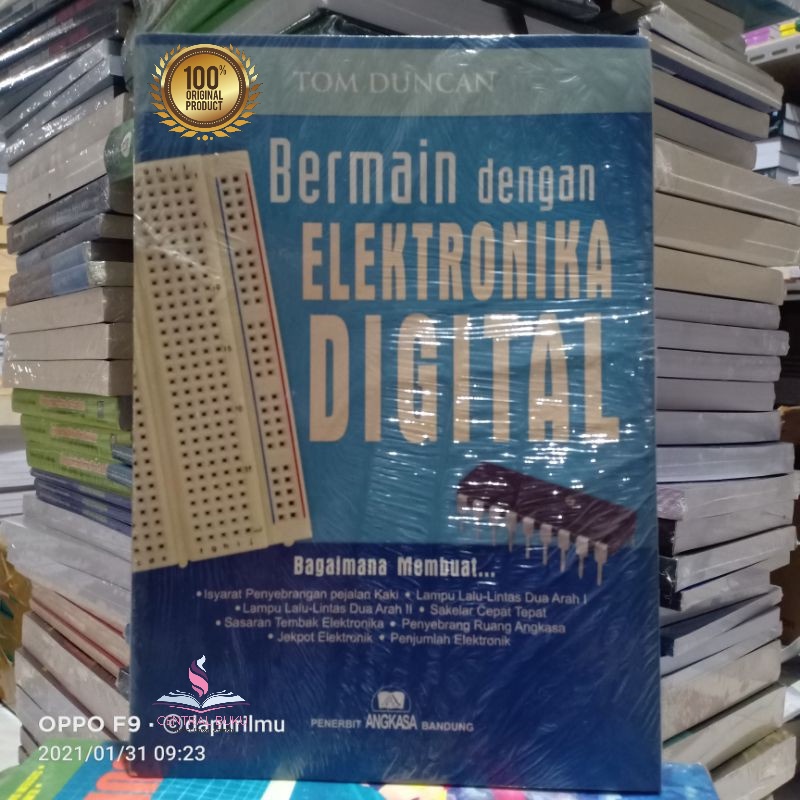 100%
ORIGINAL
PRODUCT
TOM DUNCAN
Bermain dengan
ELEKTRONIKA
DIGITAL
Bagaimana Membuat...
• Isyarat Penyebrangan pejalan Kaki • Lampu Lalu-Lintas Dua Arah I
• Lampu Lalu-Lintas Dua Arah II • Sakelar Cepat Tepat
• Sasaran Tembak Elektronika • Penyebrang Ruang Angkasa
• Jekpot Elektronik • Penjumlah Elektronik
PENERBIT ANGKASA BANDUNG
CENTRAL BUKU
OPPO F9 · ©dapurilmu
2021/01/31 09:23